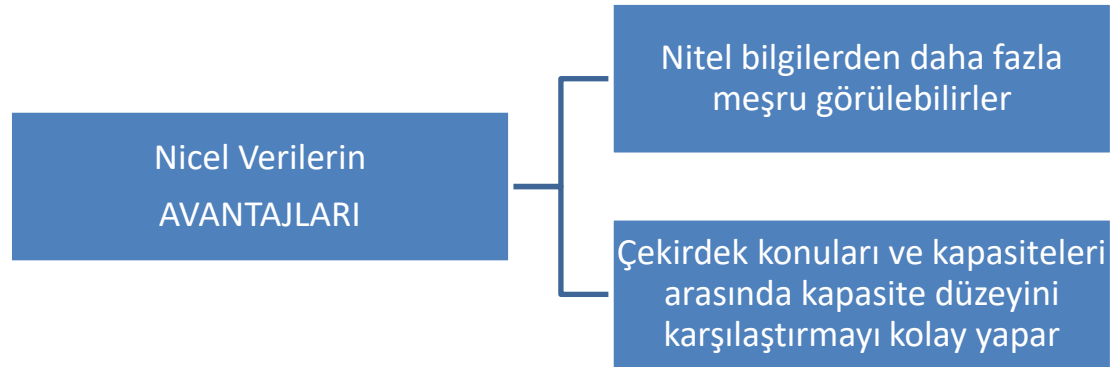 Nicel Verilerin
AVANTAJLARI
Nitel bilgilerden daha fazla
meşru görülebilirler
Çekirdek konuları ve kapasiteleri
arasında kapasite düzeyini
karşılaştırmayı kolay yapar